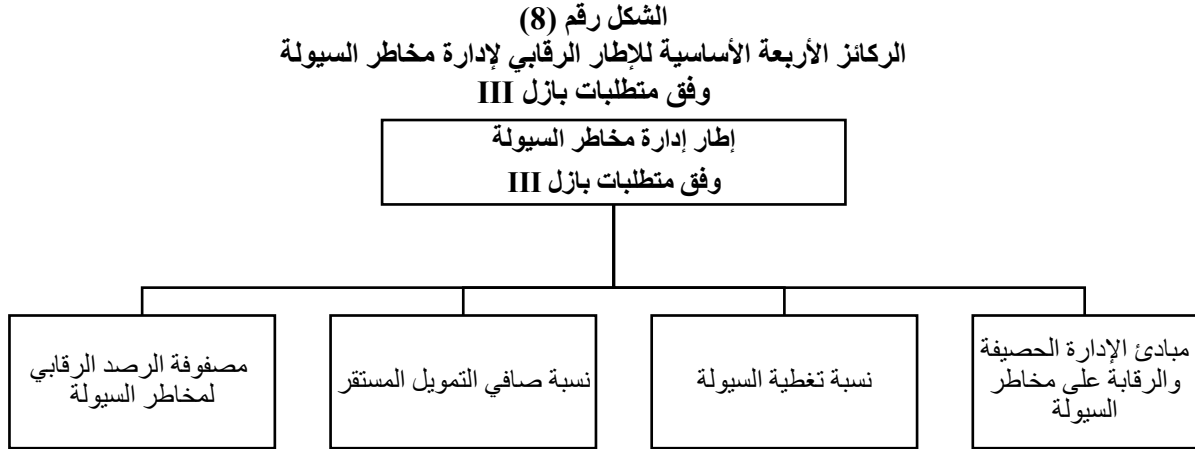 الشكل رقم (8)
الركائز الأربعة الأساسية للإطار الرقابي لإدارة مخاطر السيولة
وفق متطلبات بازل III
إطار إدارة مخاطر السيولة
وفق متطلبات بازل III
مبادئ الإدارة الحصيفة
والرقابة على مخاطر
السيولة
نسبة تغطية السيولة
نسبة صافي التمويل المستقر
مصفوفة الرصد الرقابي
لمخاطر السيولة